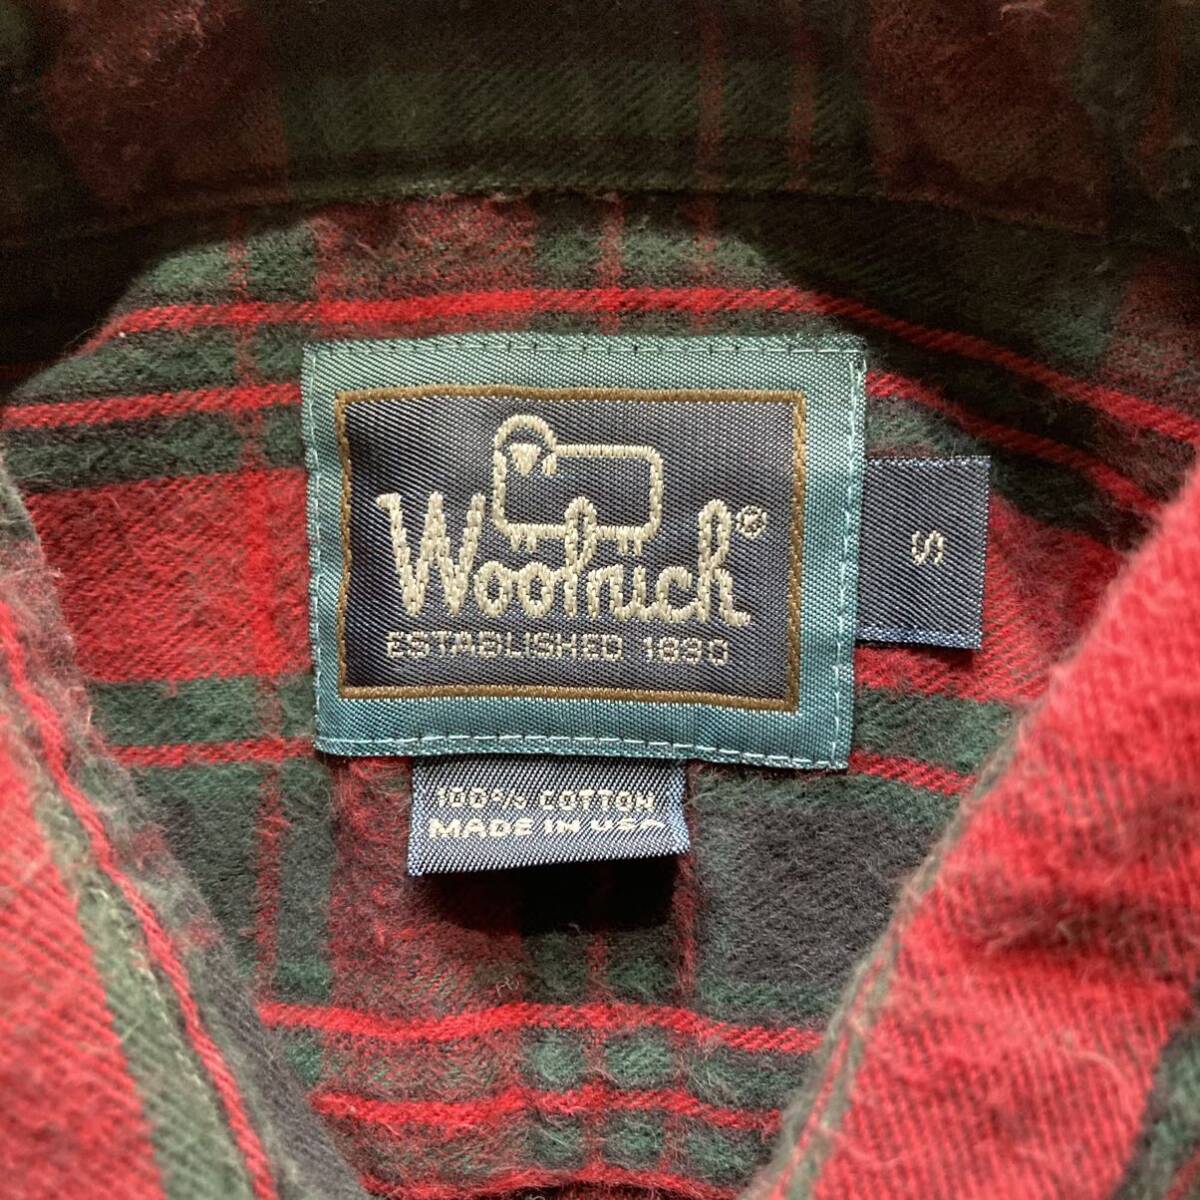 Woolrich®
ESTABLISHED 1830
S
100% COTTON
MADE IN USA